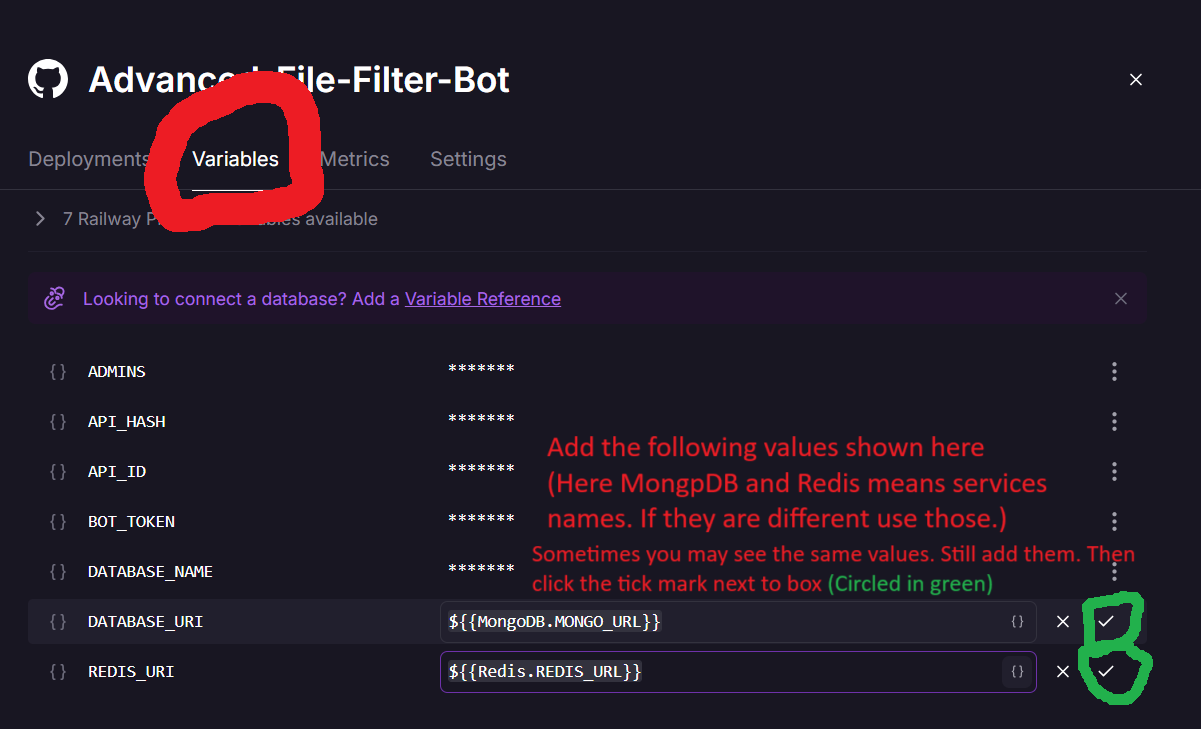 Advanced-File-Filter-Bot
Deployments Variables Metrics Settings
7 Railway available
Looking to connect a database? Add a Variable Reference
ADMINS *******
API_HASH *******
Add the following values shown here
API_ID *******
(Here MongpDB and Redis means services
BOT_TOKEN *******
names. If they are different use those.)
Sometimes you may see the same values. Still add them. Then
DATABASE_NAME *******
click the tick mark next to box (Circled in green)
DATABASE_URI ${{MongoDB.MONGO_URL}} {}
REDIS_URI ${{Redis.REDIS_URL}} {}